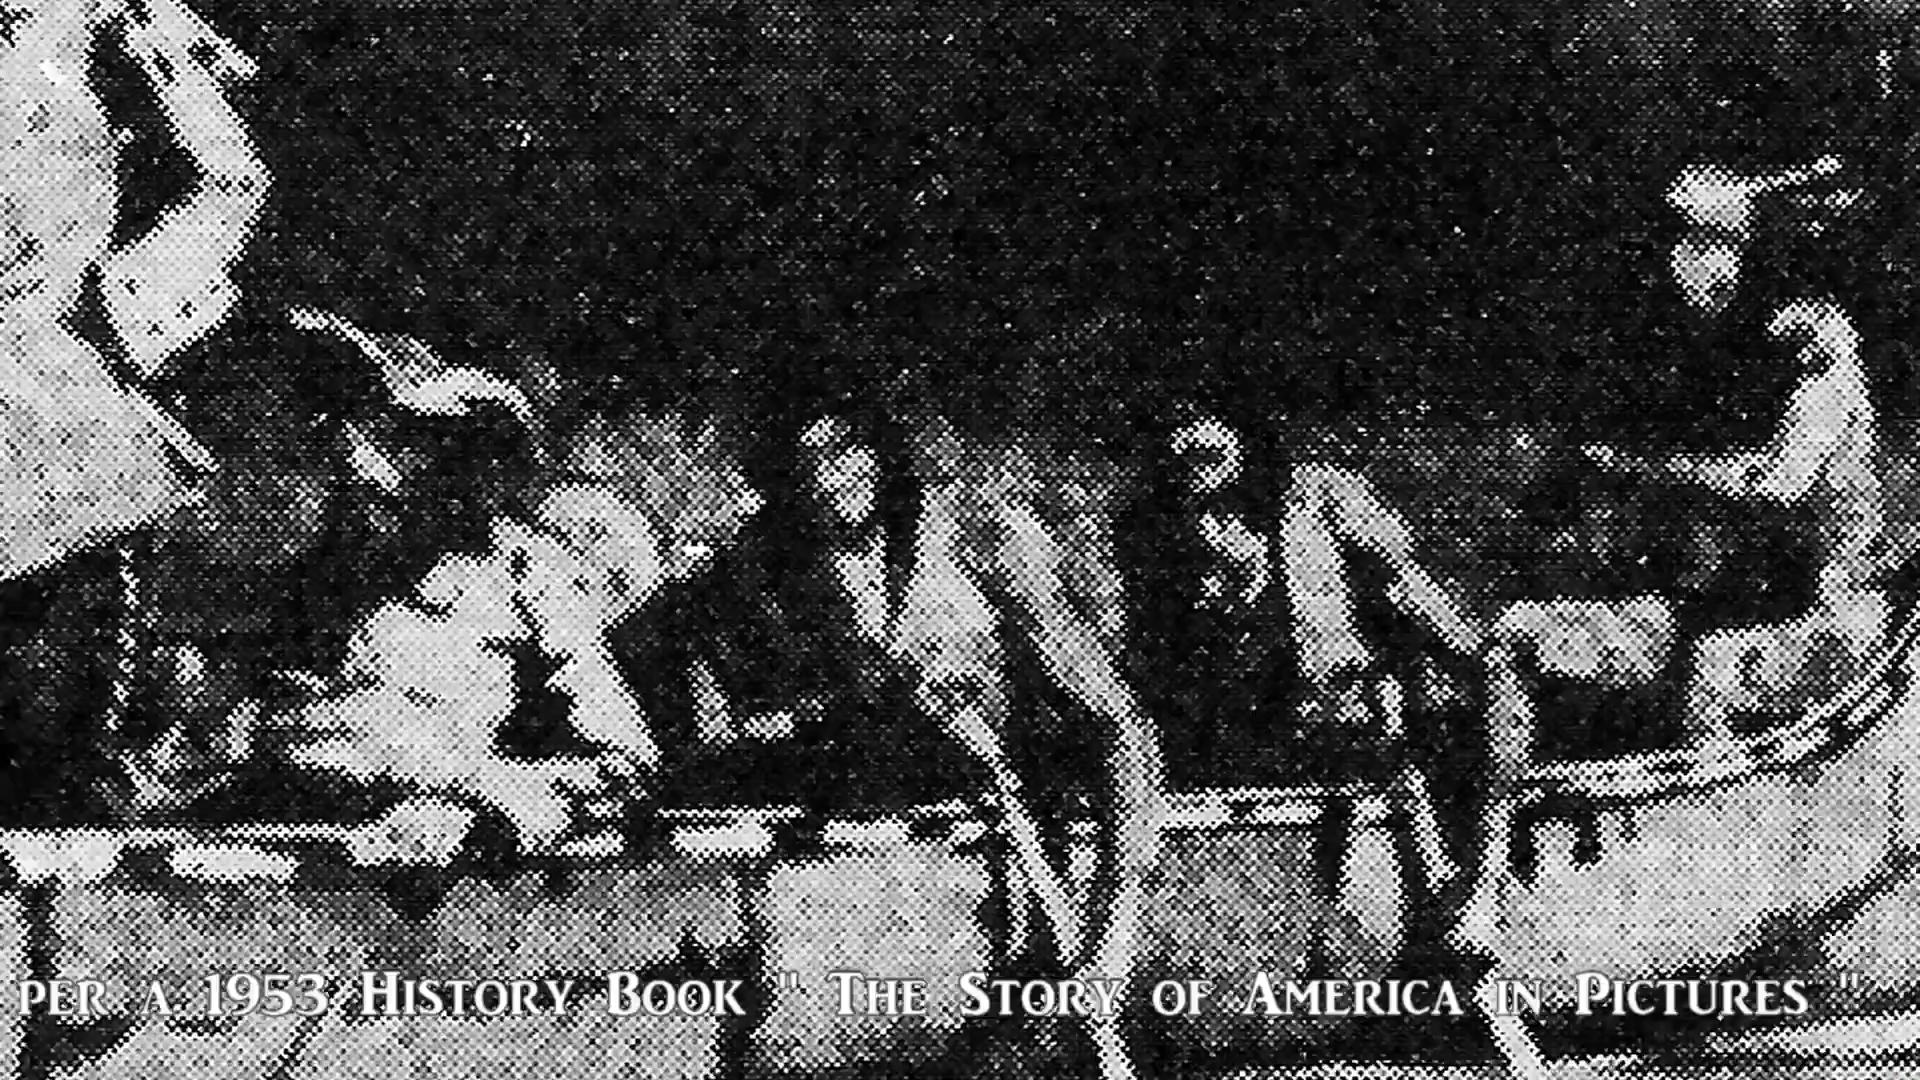 PER A 1953 HISTORY BOOK " THE STORY OF AMERICA IN PICTURES "